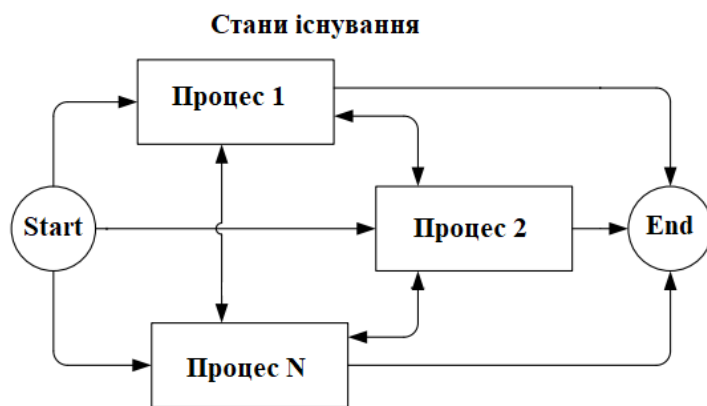 Стани існування
Процес 1
Start
Процес 2
End
Процес N